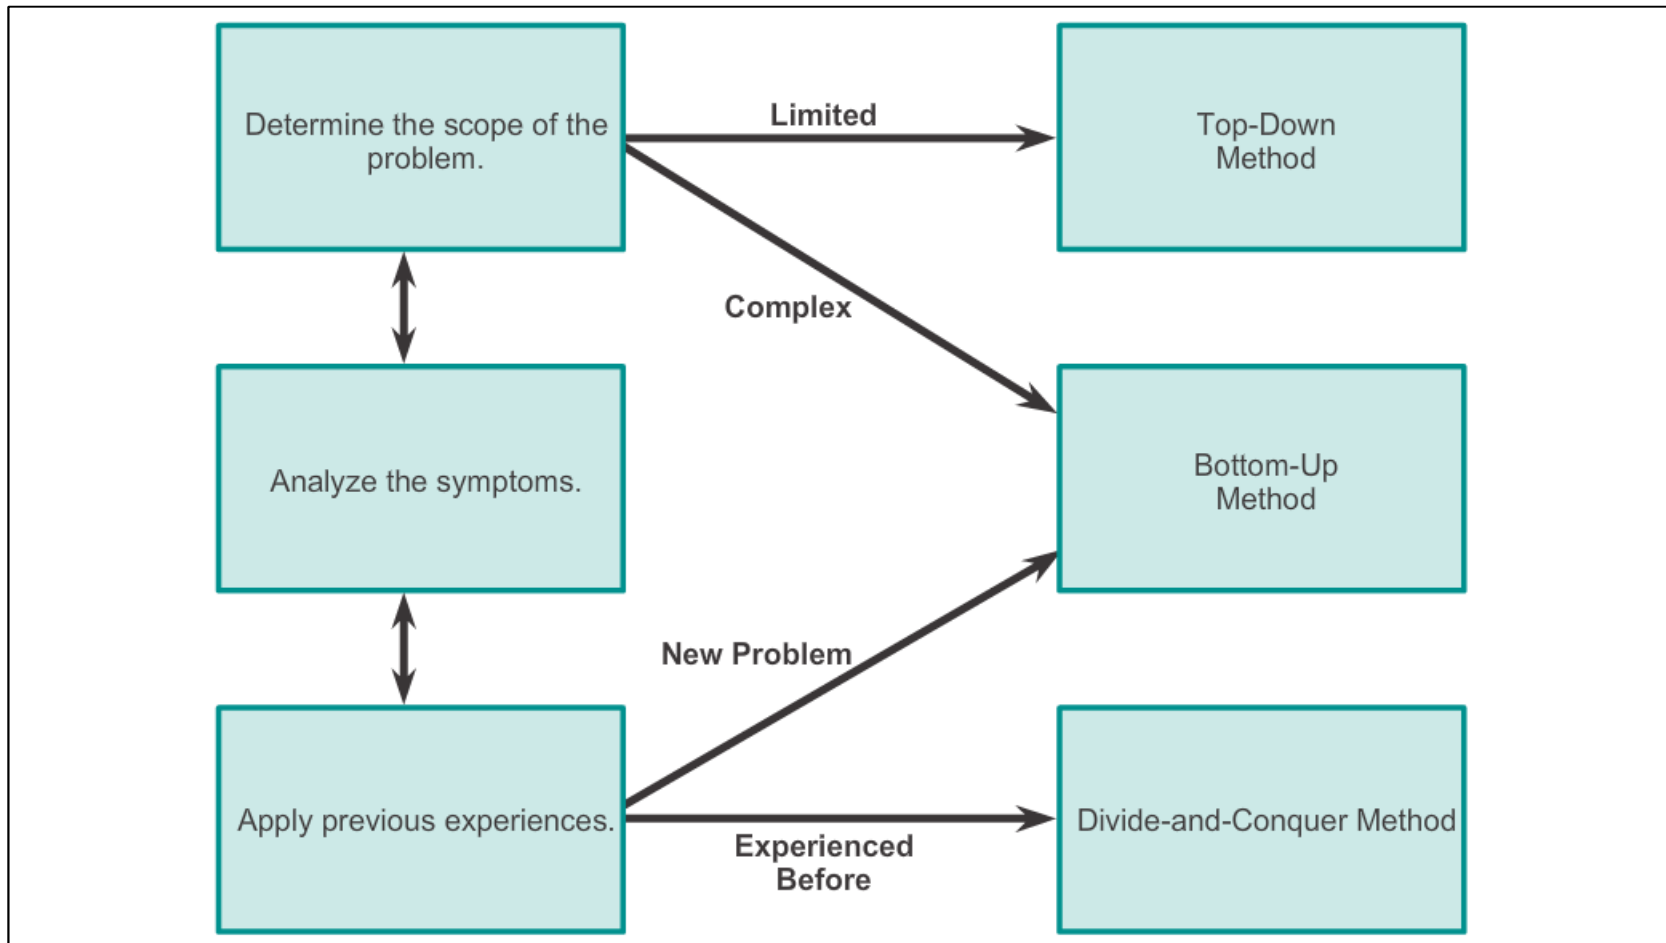 Determine the scope of the
problem.
Limited
Top-Down
Method
Complex
Analyze the symptoms.
Bottom-Up
Method
New Problem
Apply previous experiences.
Experienced
Before
Divide-and-Conquer Method